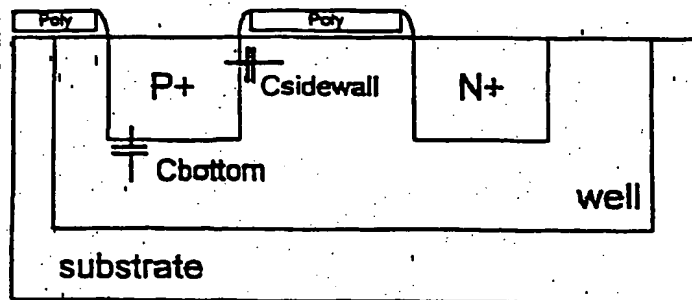 Poly
Poly
P+
Csidewall
N+
Cbottom
well
substrate